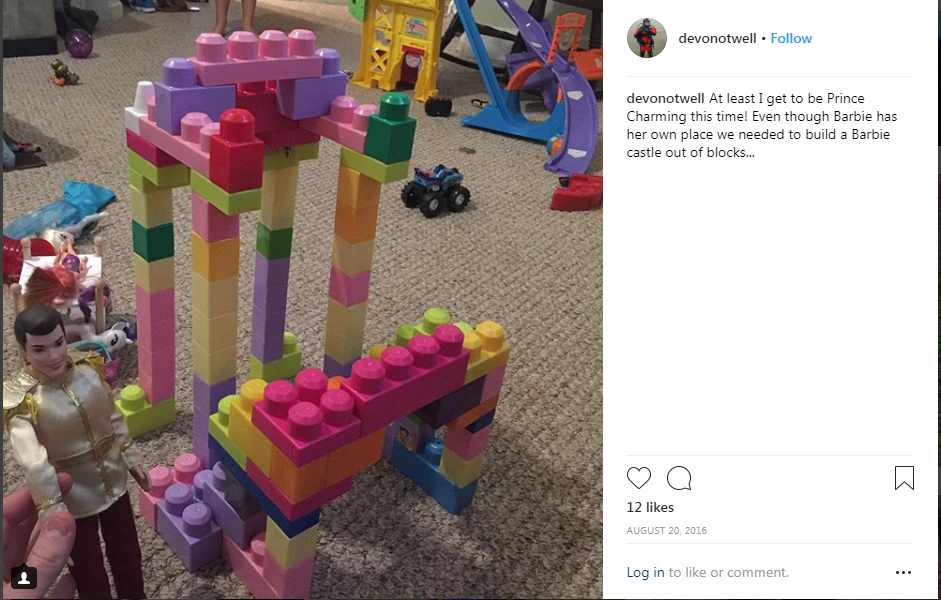 devonotwell • Follow
devonotwell At least I get to be Prince
Charming this time! Even though Barbie has
her own place we needed to build a Barbie
castle out of blocks...
12 likes
AUGUST 20, 2016
Log in to like or comment.